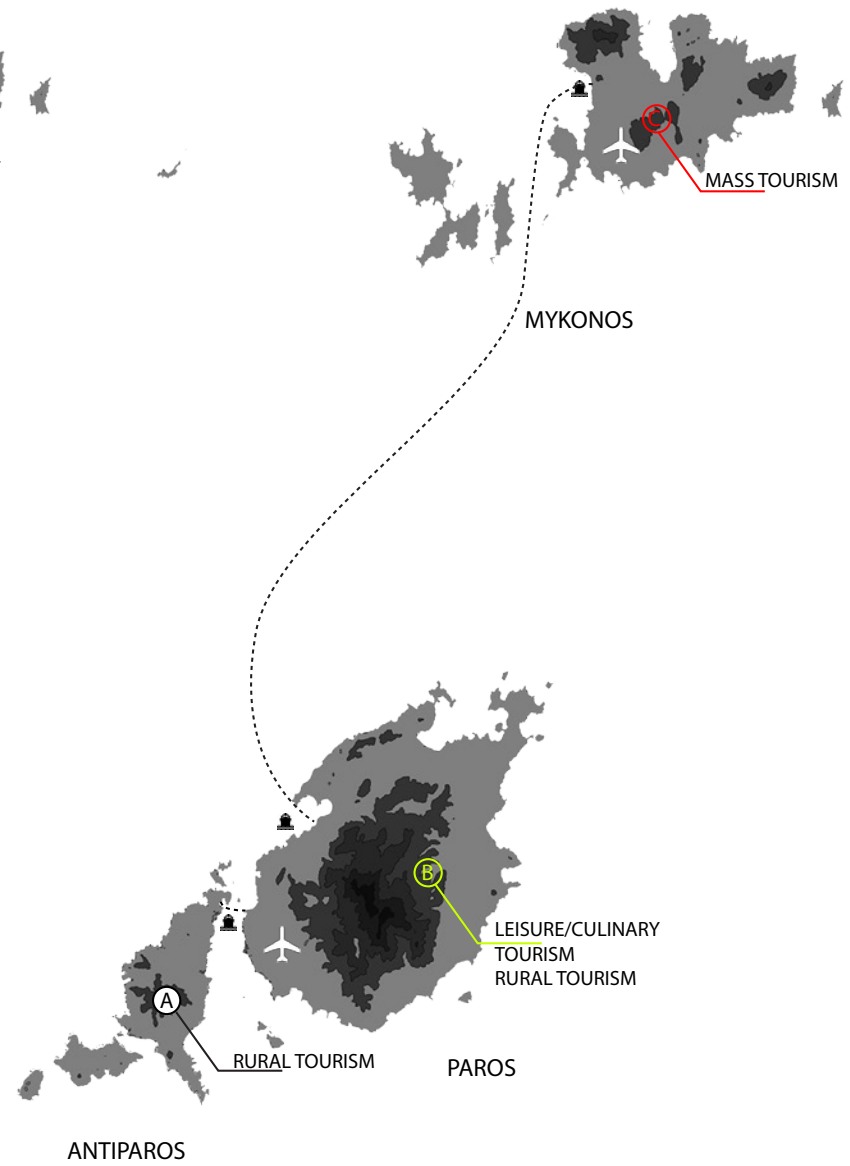 C
MASS TOURISM
MYKONOS
B
LEISURE/CULINARY
TOURISM
RURAL TOURISM
A
RURAL TOURISM
PAROS
ANTIPAROS